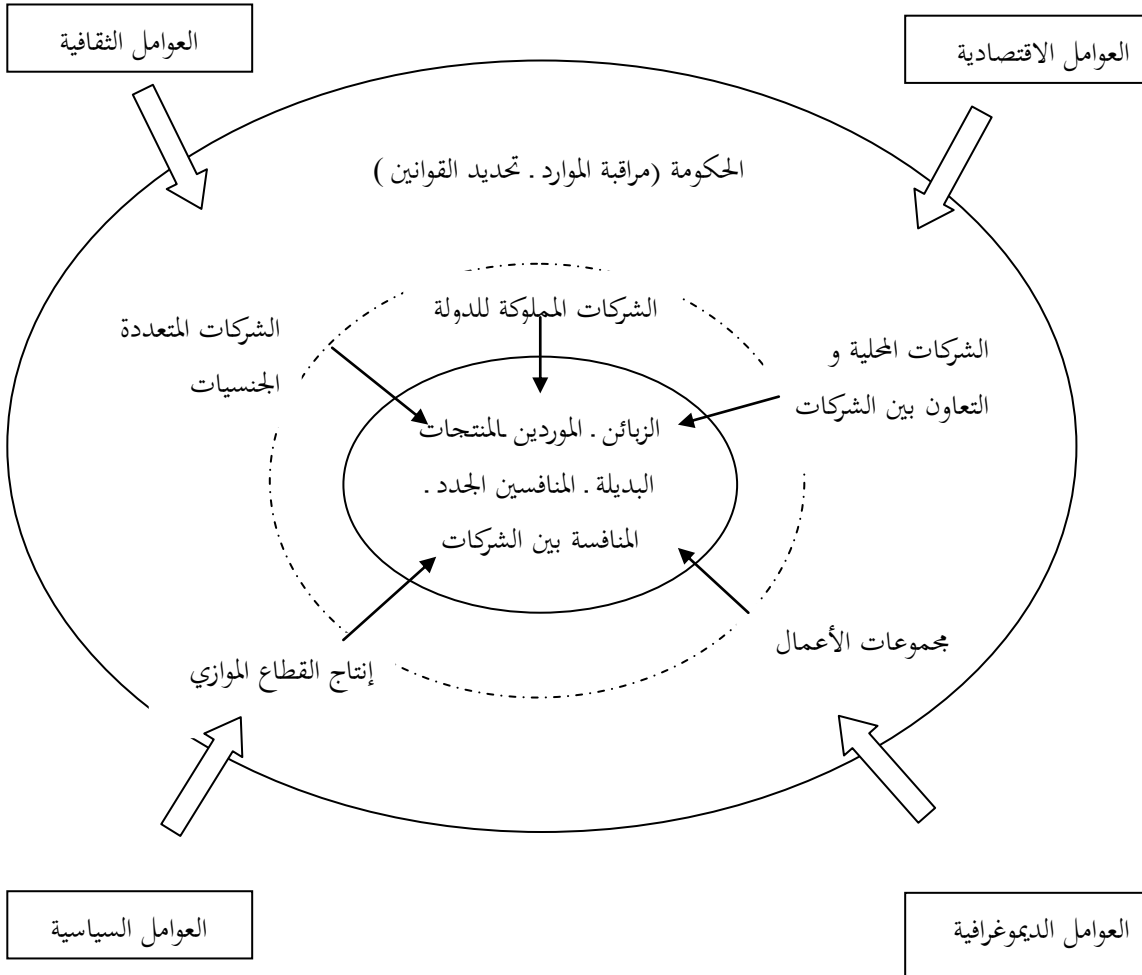 العوامل الاقتصادية
العوامل الثقافية
الحكومة (مراقبة الموارد . تحديد القوانين )
الشركات المملوكة للدولة
الشركات المحلية و
التعاون بين الشركات
الشركات المتعددة
الجنسيات
الزبائن . الموردين .المنتجات
البديلة . المنافسين الجدد .
المنافسة بين الشركات
مجموعات الأعمال
إنتاج القطاع الموازي
العوامل الديموغرافية
العوامل السياسية